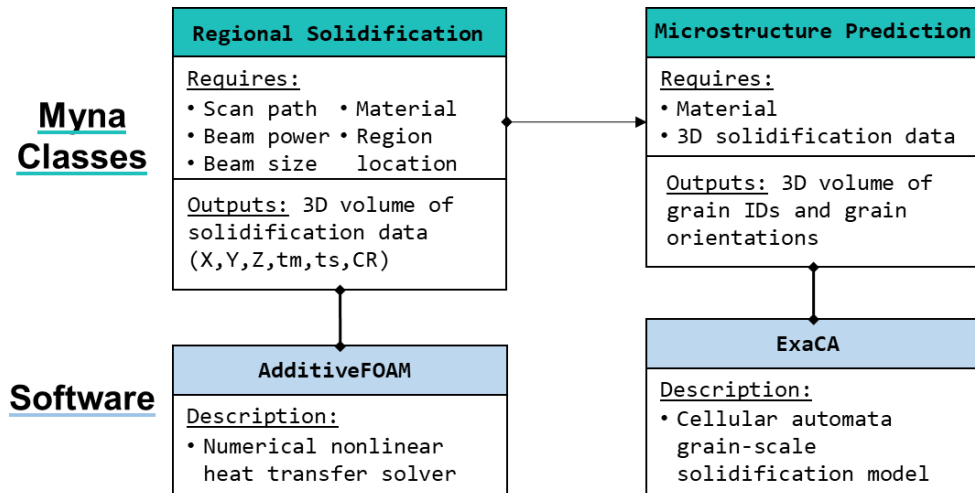 Myna
Classes
Regional Solidification
Requires:
• Scan path • Material
• Beam power • Region
• Beam size location
Outputs: 3D volume of
solidification data
(X,Y,Z,tm,ts,CR)
Microstructure Prediction
Requires:
• Material
• 3D solidification data
Outputs: 3D volume of
grain IDs and grain
orientations
Software
AdditiveFOAM
Description:
• Numerical nonlinear
heat transfer solver
ExaCA
Description:
• Cellular automata
grain-scale
solidification model